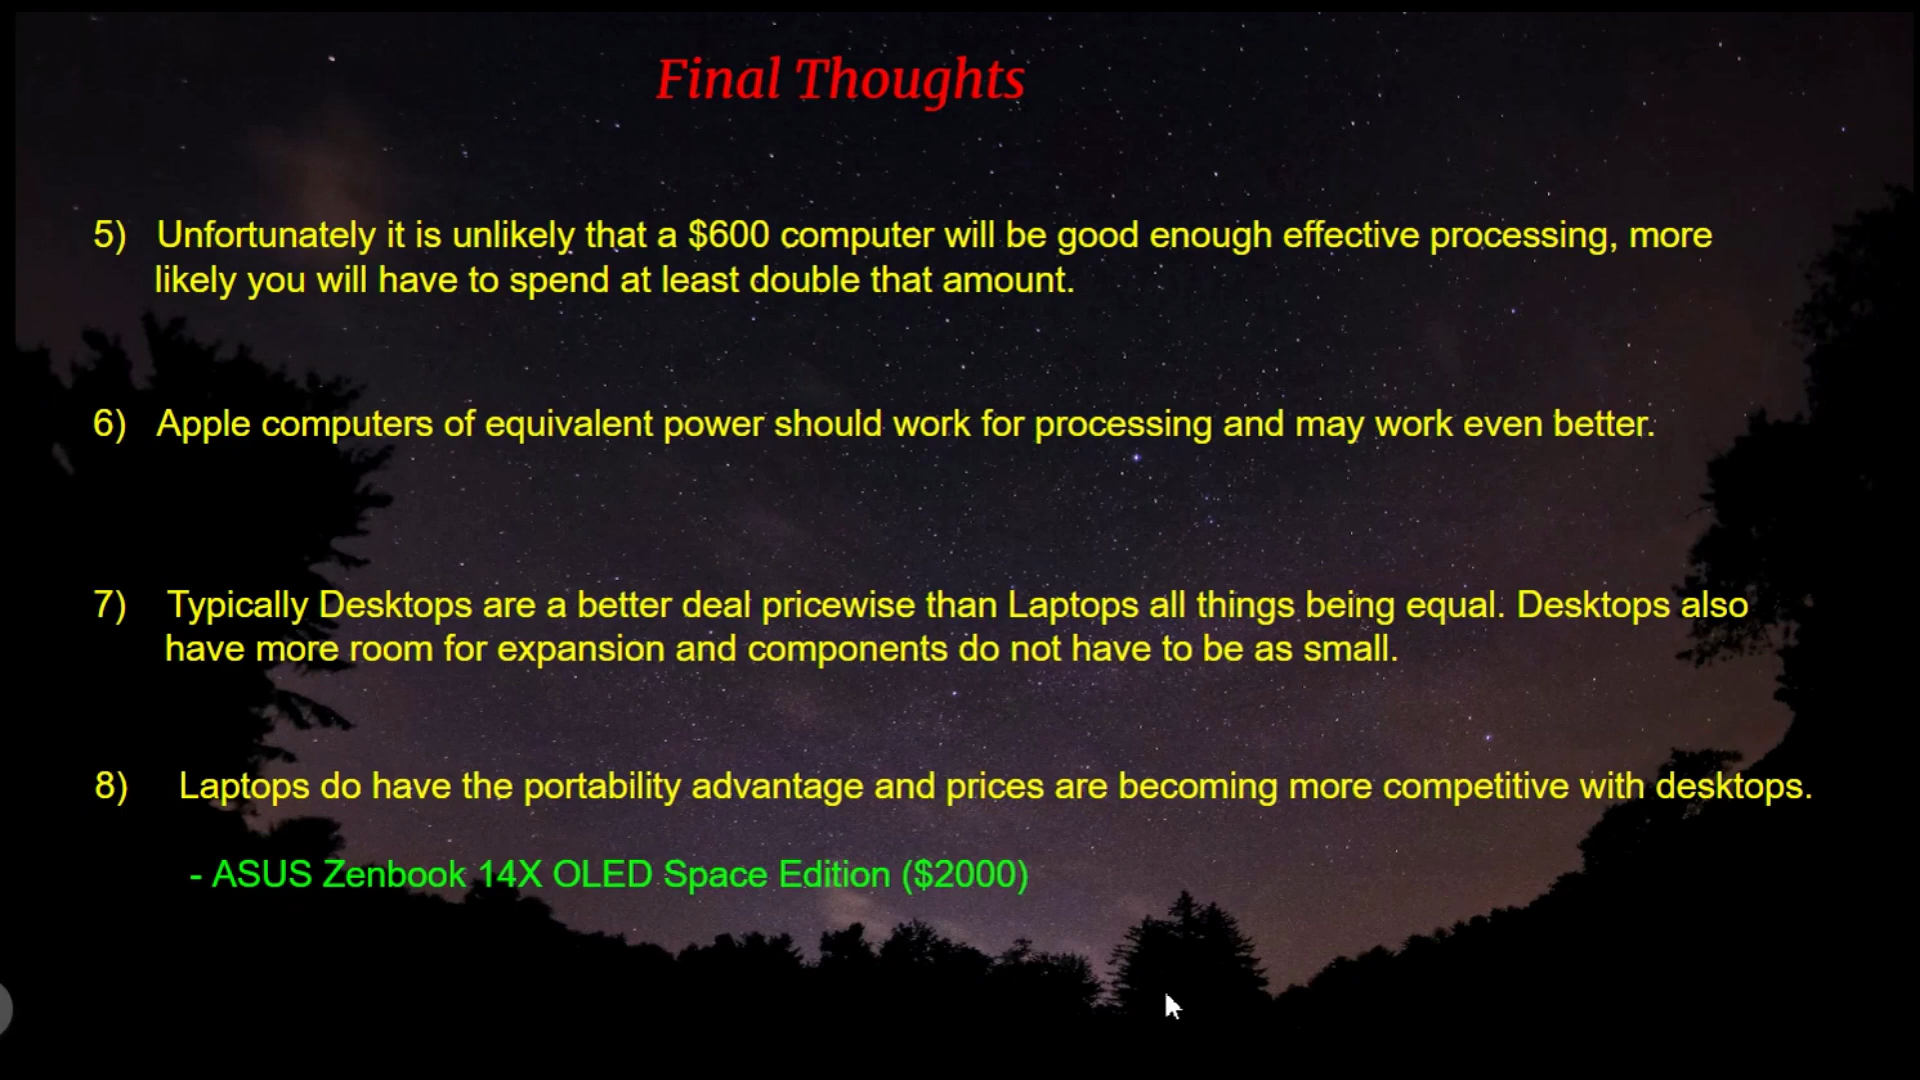 Final Thoughts
5) Unfortunately it is unlikely that a $600 computer will be good enough effective processing, more
likely you will have to spend at least double that amount.
6) Apple computers of equivalent power should work for processing and may work even better.
7) Typically Desktops are a better deal pricewise than Laptops all things being equal. Desktops also
have more room for expansion and components do not have to be as small.
8) Laptops do have the portability advantage and prices are becoming more competitive with desktops.
- ASUS Zenbook 14X OLED Space Edition ($2000)